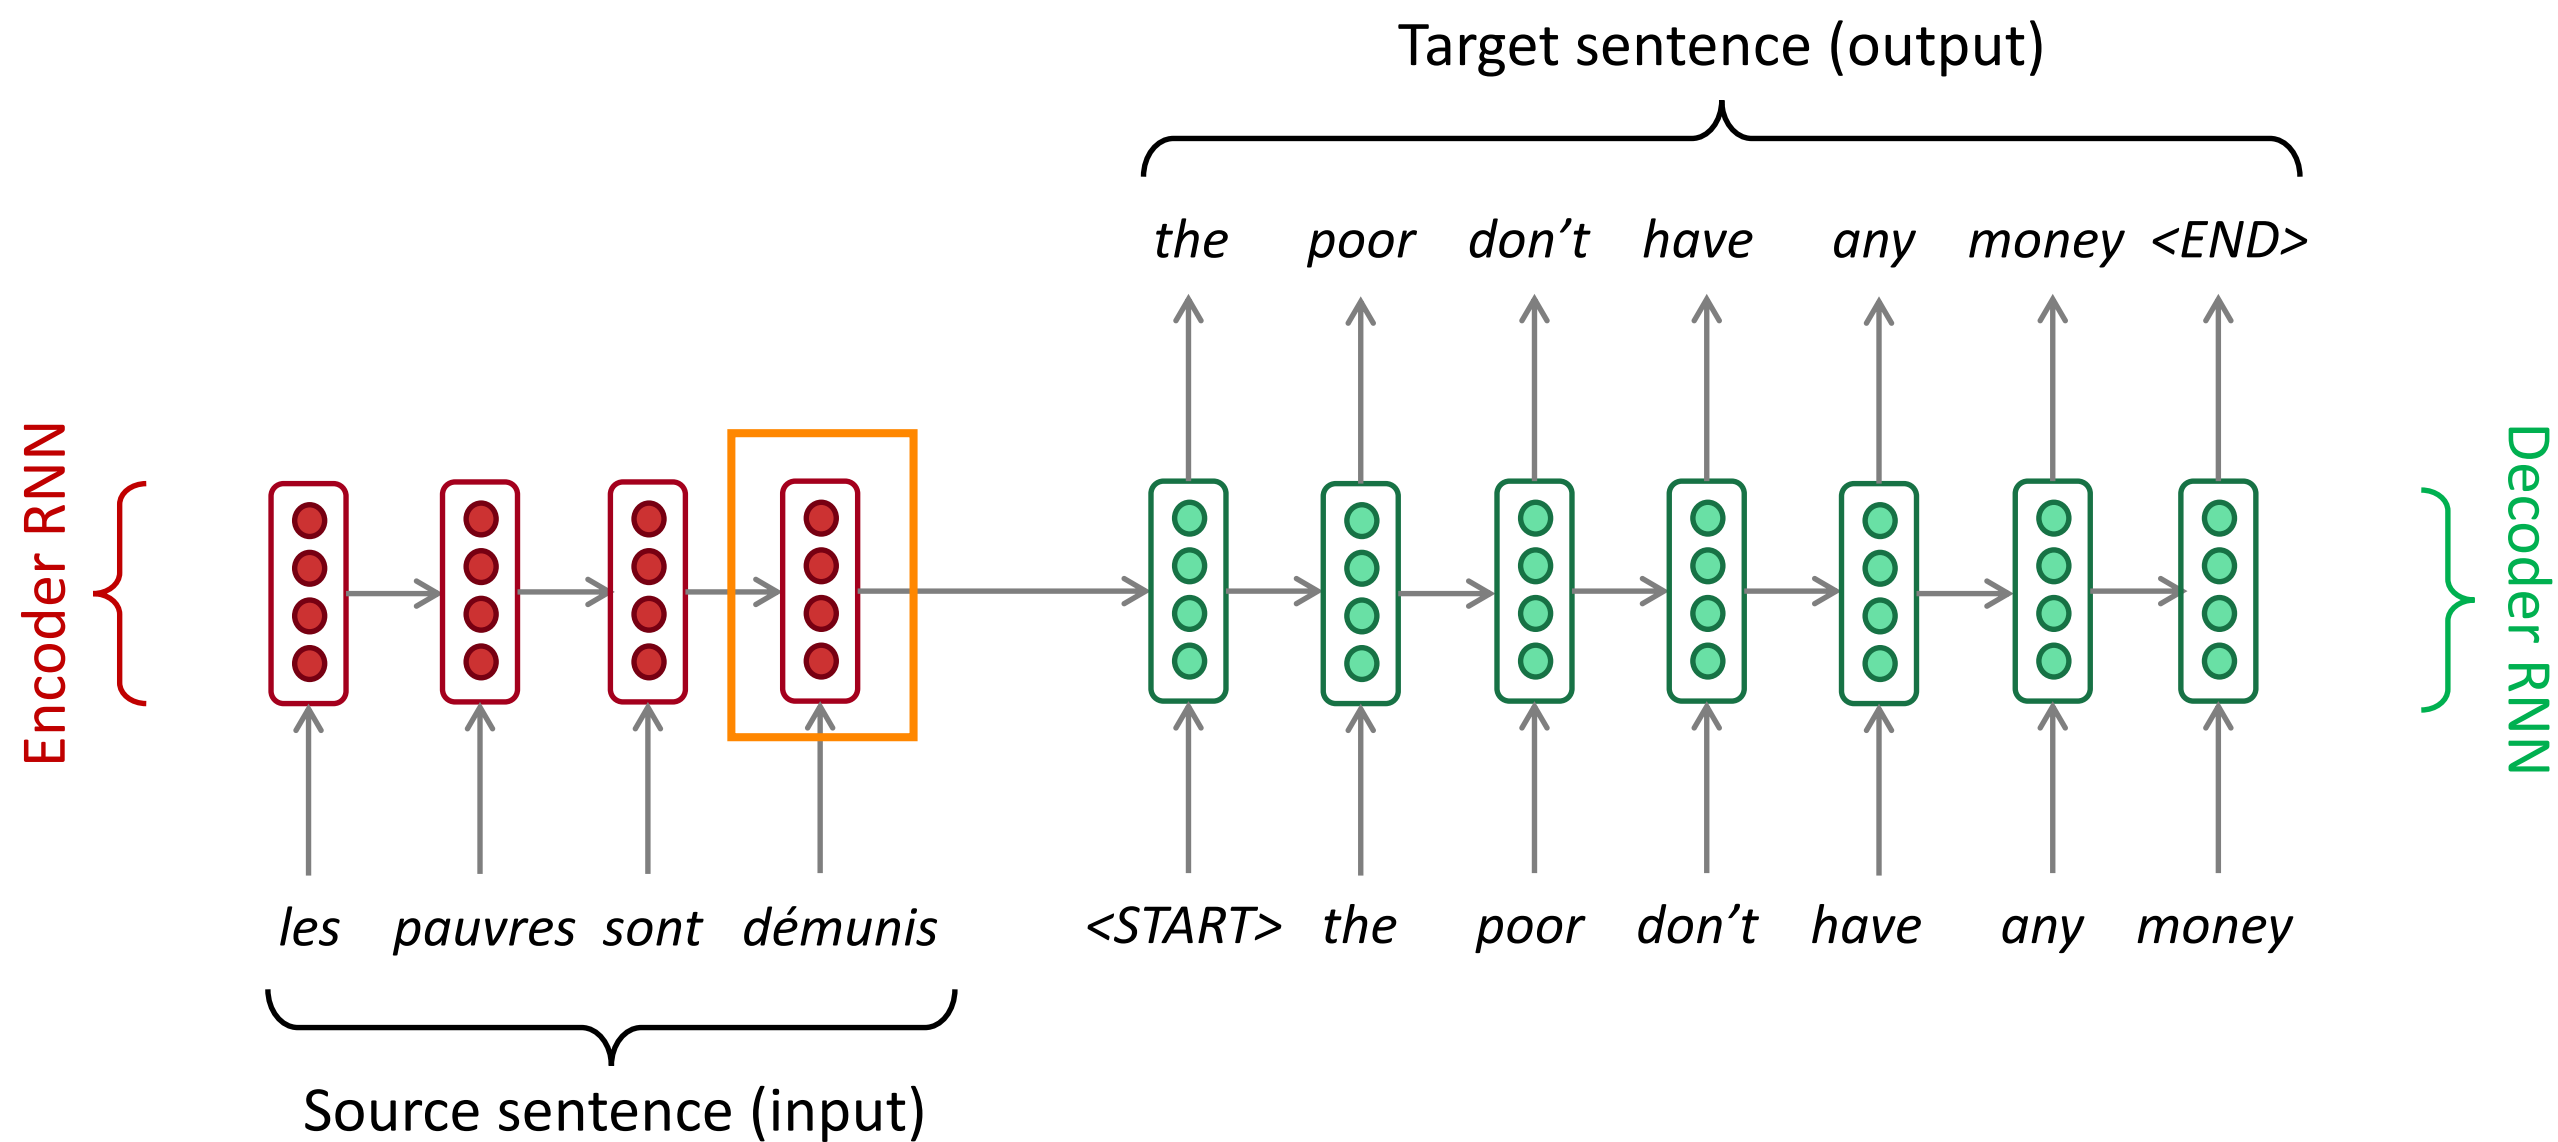 Target sentence (output)
the poor don’t have any money <END>
Encoder RNN
Decoder RNN
les pauvres sont démunis <START> the poor don’t have any money
Source sentence (input)